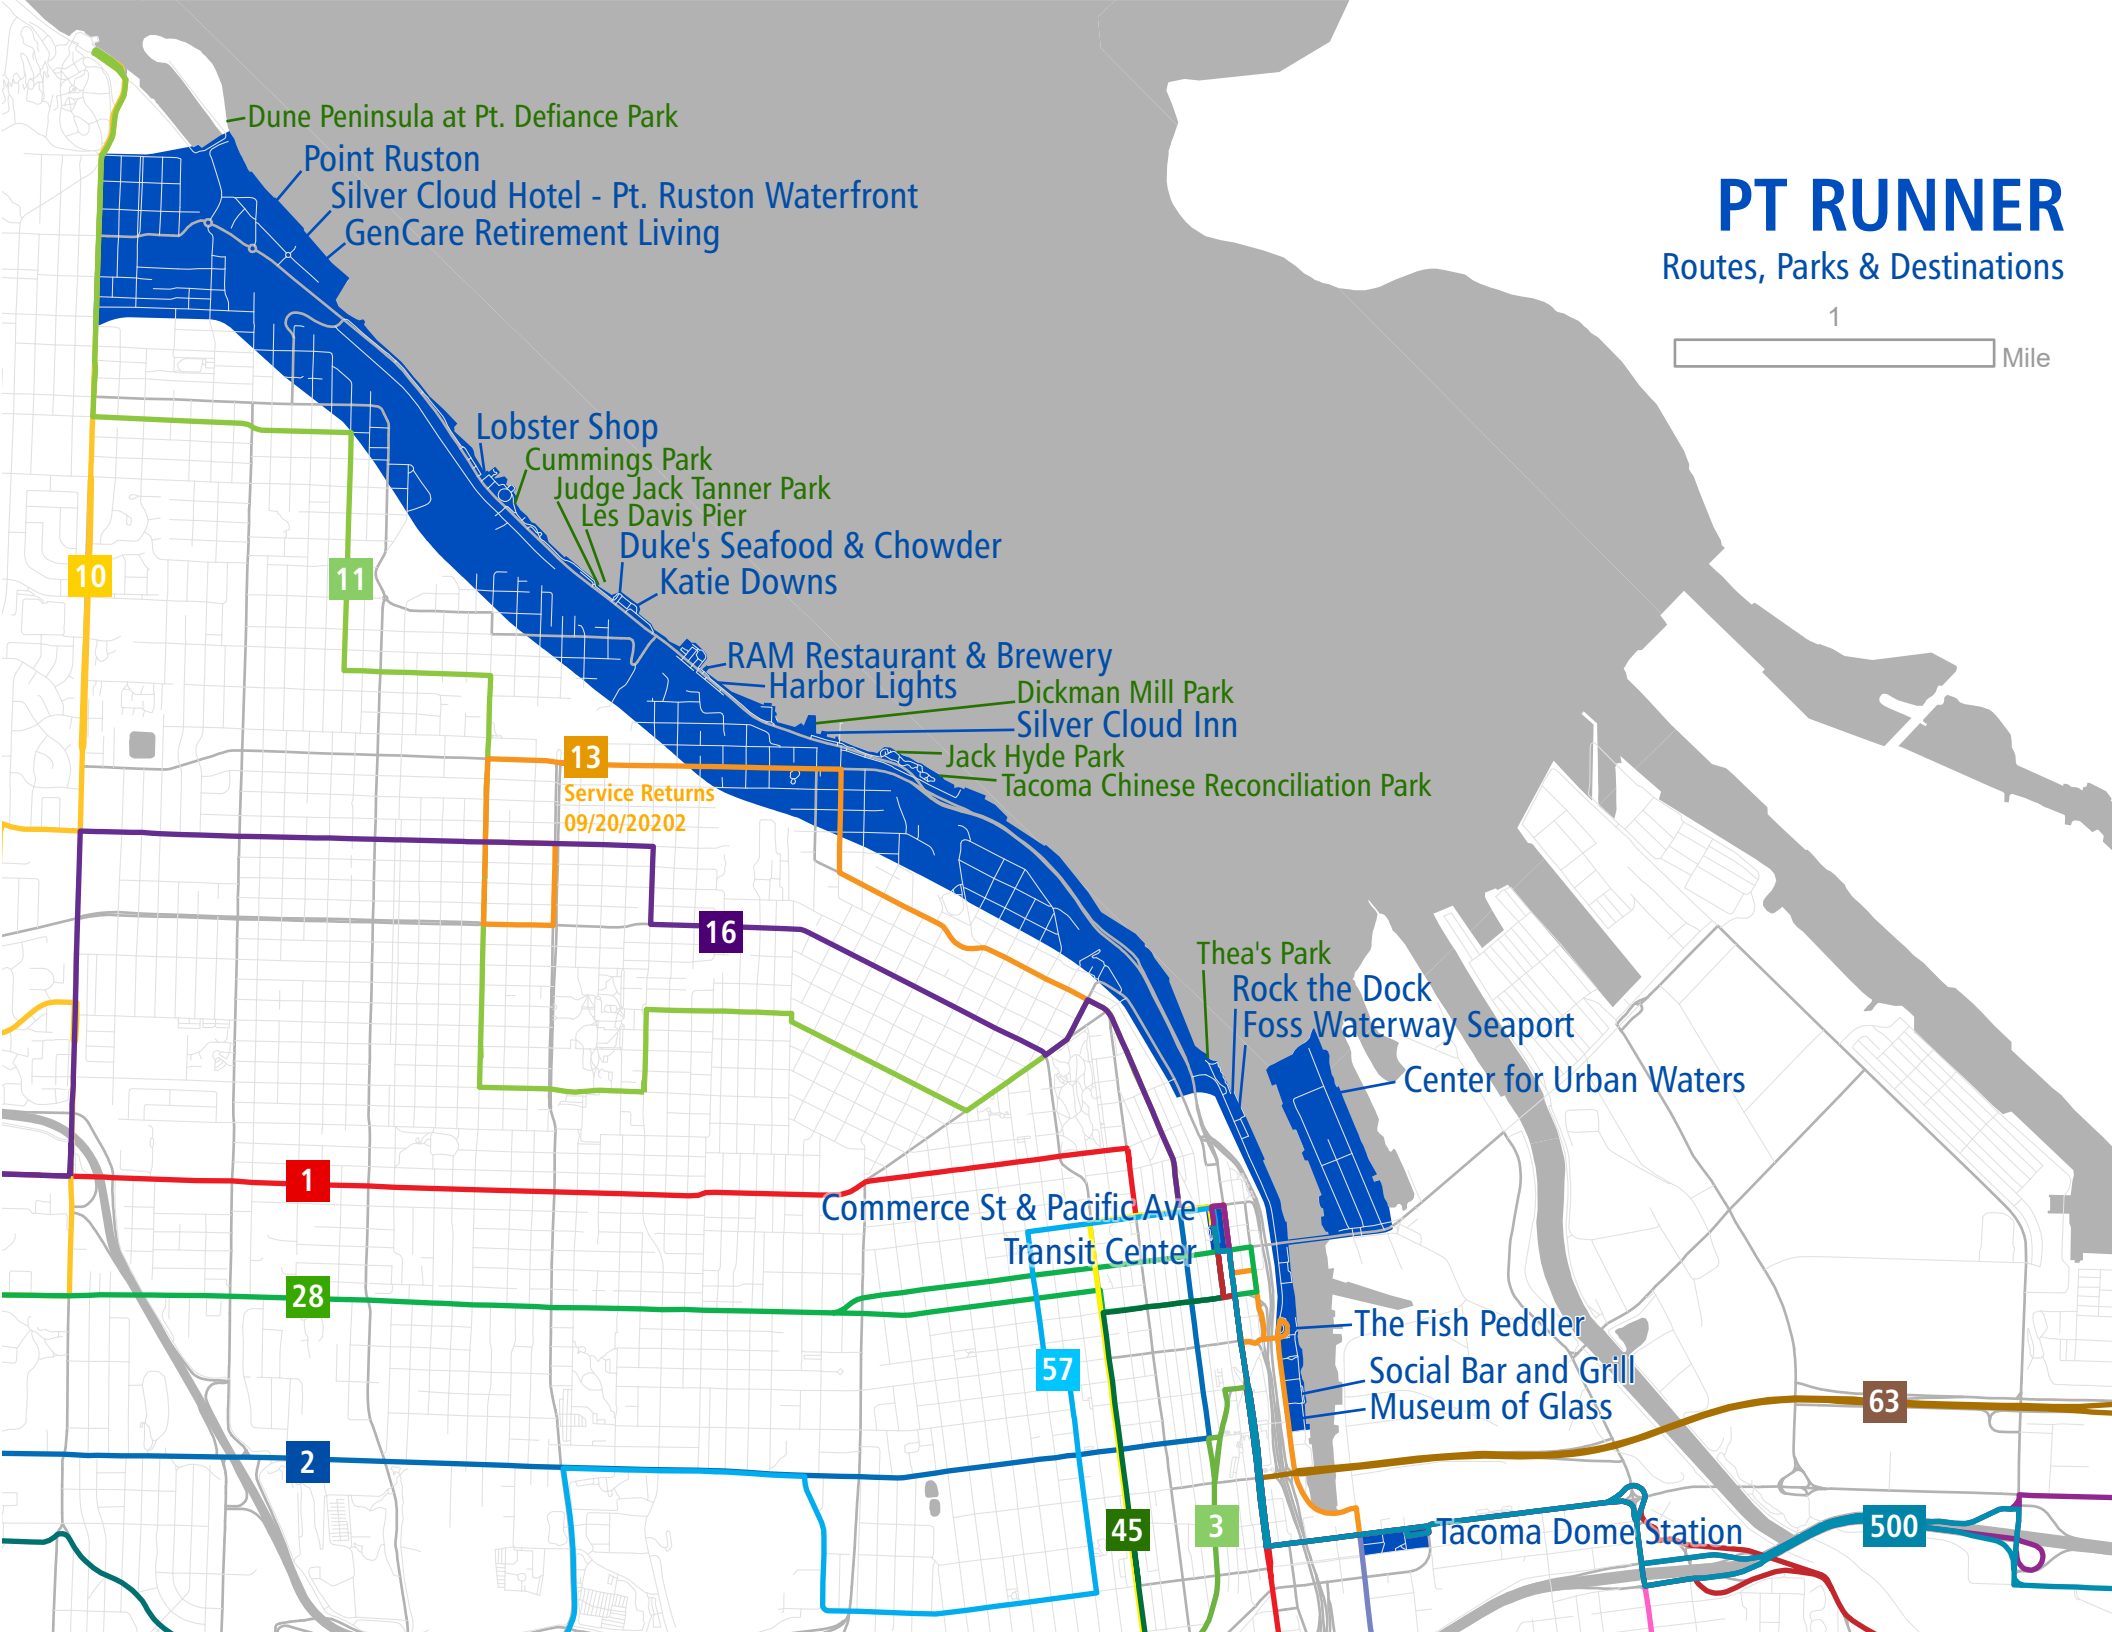 Dune Peninsula at Pt. Defiance Park
Point Ruston
Silver Cloud Hotel - Pt. Ruston Waterfront
GenCare Retirement Living
PT RUNNER
Routes, Parks & Destinations
1
Mile
Lobster Shop
Cummings Park
Judge Jack Tanner Park
Les Davis Pier
Duke's Seafood & Chowder
Katie Downs
10
11
RAM Restaurant & Brewery
Harbor Lights
Dickman Mill Park
Silver Cloud Inn
Jack Hyde Park
Tacoma Chinese Reconciliation Park
13
Service Returns
09/20/20202
16
Thea's Park
Rock the Dock
Foss Waterway Seaport
Center for Urban Waters
1
Commerce St & Pacific Ave
Transit Center
28
The Fish Peddler
Social Bar and Grill
Museum of Glass
57
63
2
45
3
Tacoma Dome Station
500